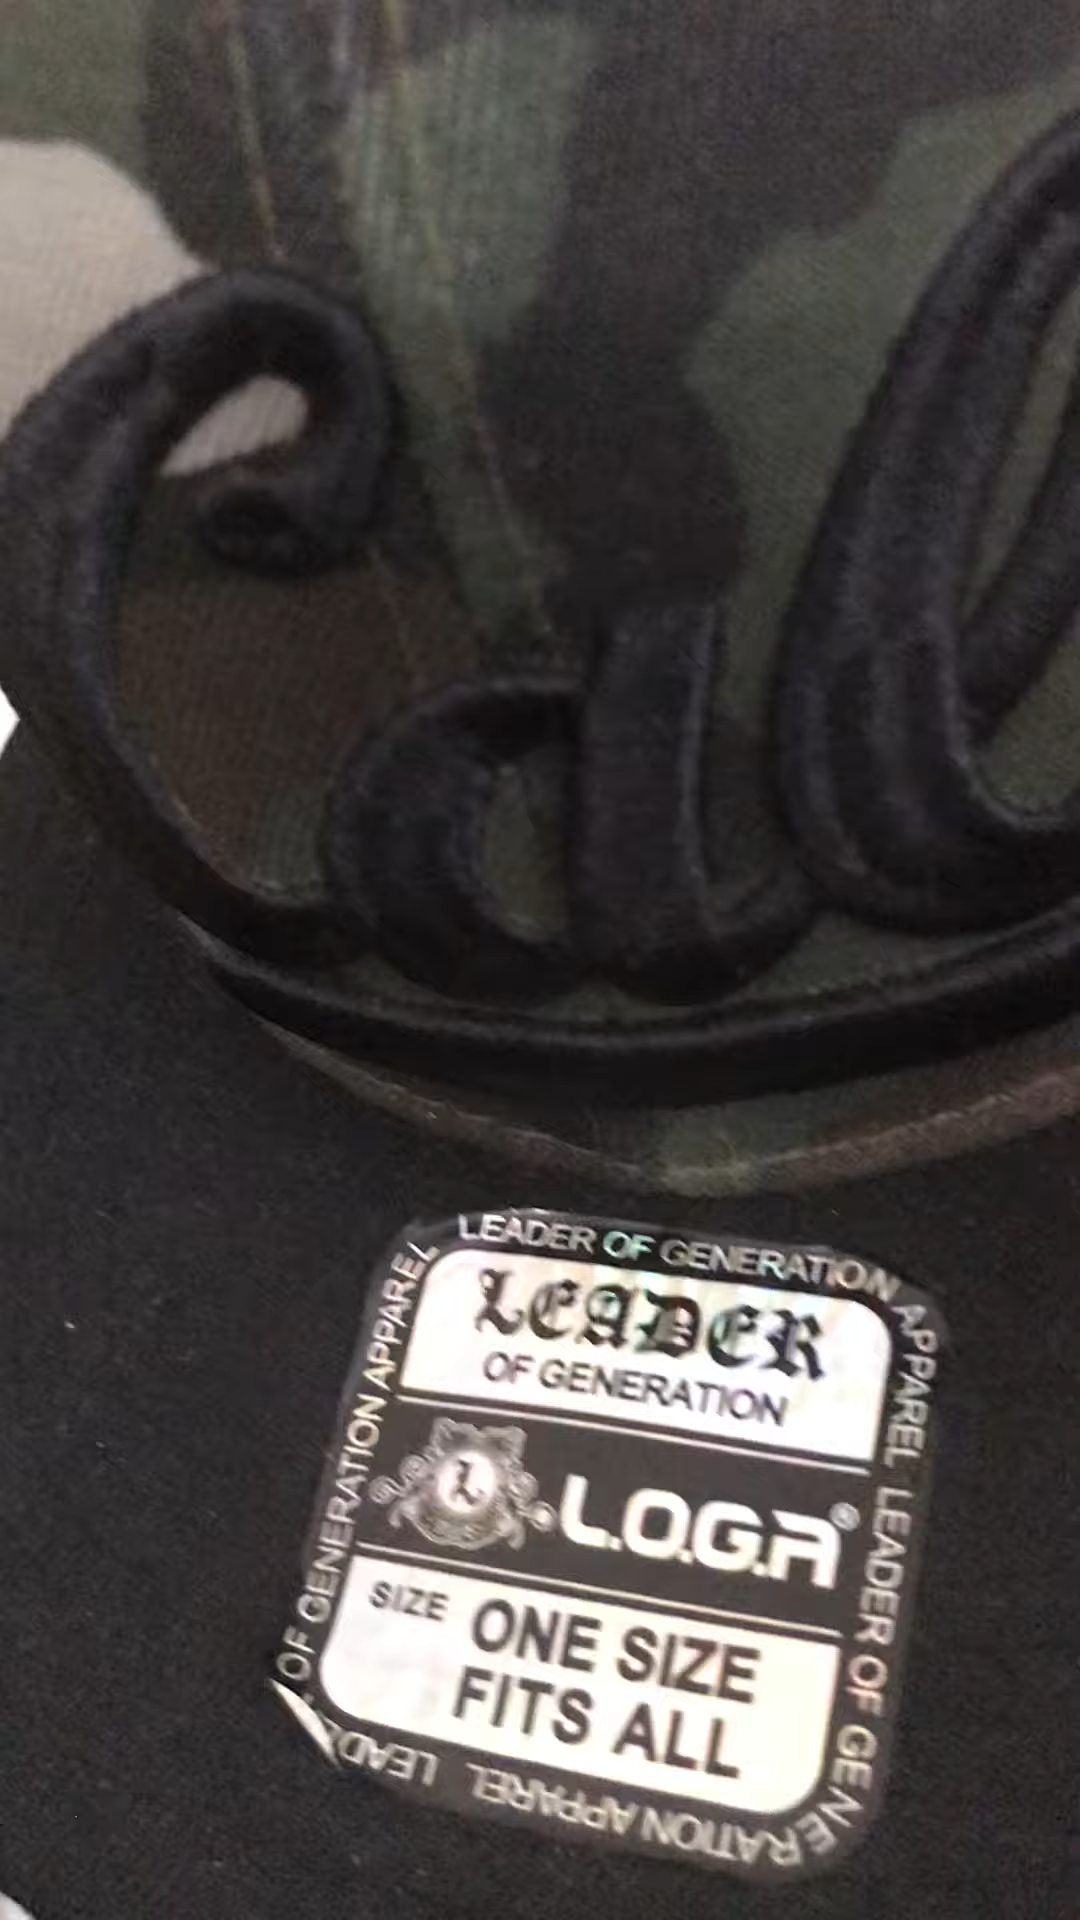 LEADER OF GENERATION APPAREL LEADER OF GENERATION APPAREL LEAD
OF GENERATION APPAREL
LEADER
OF GENERATION
L
L.O.G.A®
SIZE ONE SIZE
FITS ALL